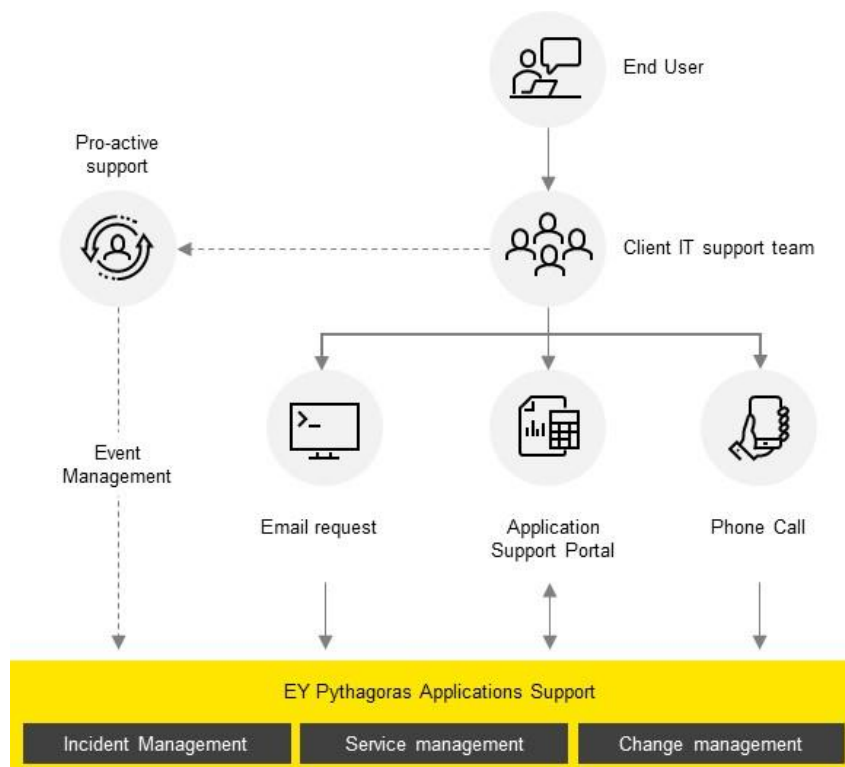 End User
Pro-active
support
Client IT support team
Event
Management
Email request
Application
Support Portal
Phone Call
EY Pythagoras Applications Support
Incident Management
Service management
Change management